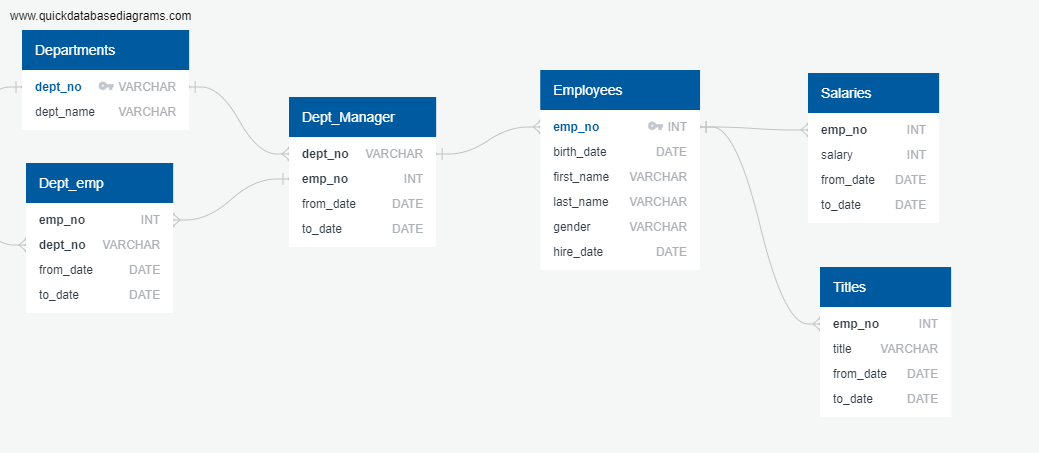 www.quickdatabasediagrams.com
Departments
dept_no VARCHAR
dept_name VARCHAR
Dept_emp
emp_no INT
dept_no VARCHAR
from_date DATE
to_date DATE
Dept_Manager
dept_no VARCHAR
emp_no INT
from_date DATE
to_date DATE
Employees
emp_no INT
birth_date DATE
first_name VARCHAR
last_name VARCHAR
gender VARCHAR
hire_date DATE
Salaries
emp_no INT
salary INT
from_date DATE
to_date DATE
Titles
emp_no INT
title VARCHAR
from_date DATE
to_date DATE